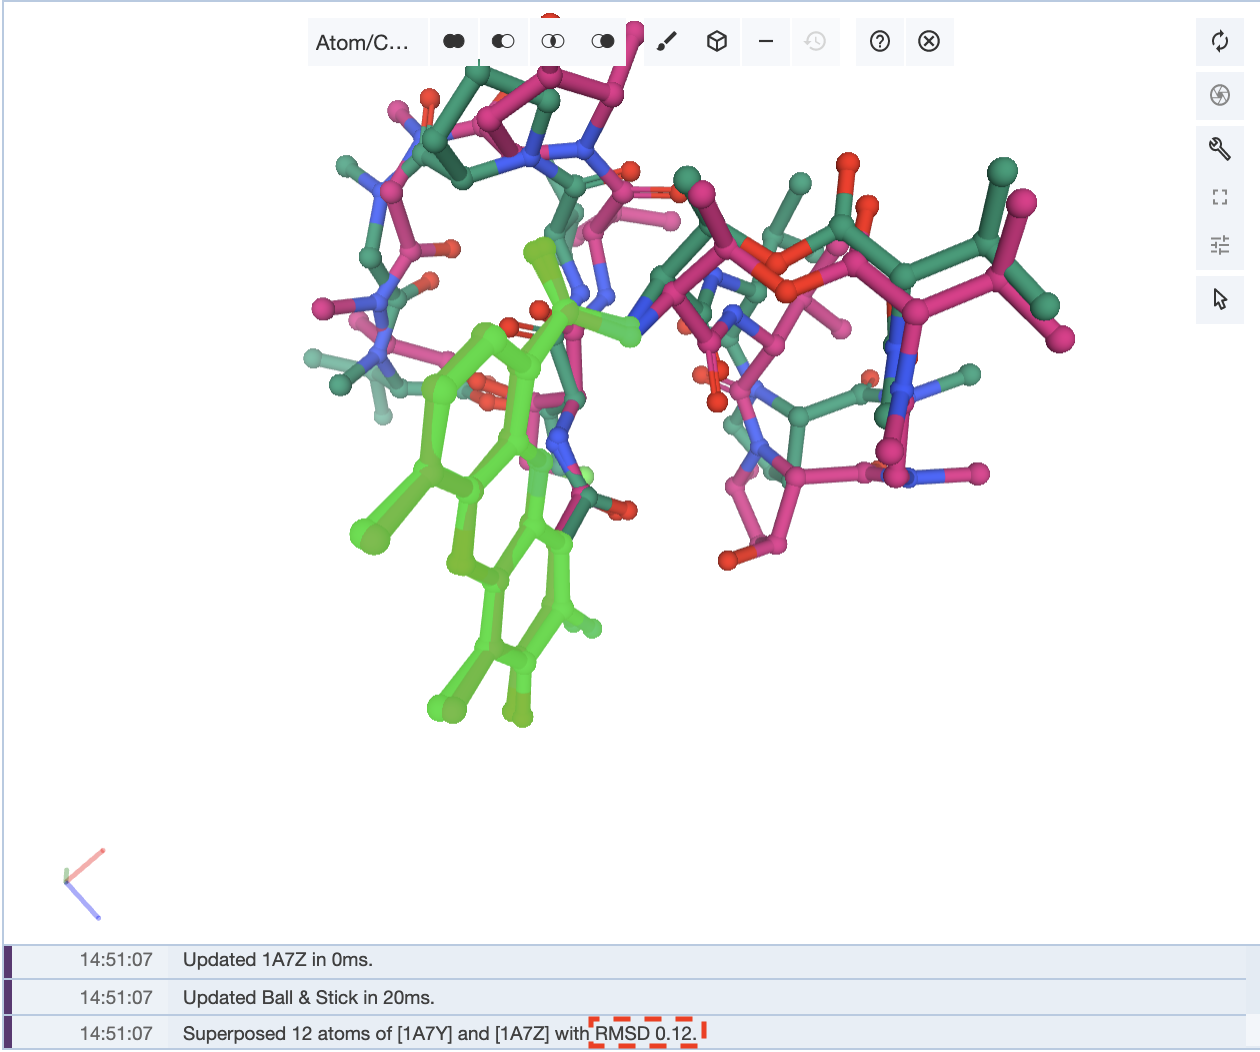 Atom/C...
14:51:07 Updated 1A7Z in 0ms.
14:51:07 Updated Ball & Stick in 20ms.
14:51:07 Superposed 12 atoms of [1A7Y] and [1A7Z] with RMSD 0.12.